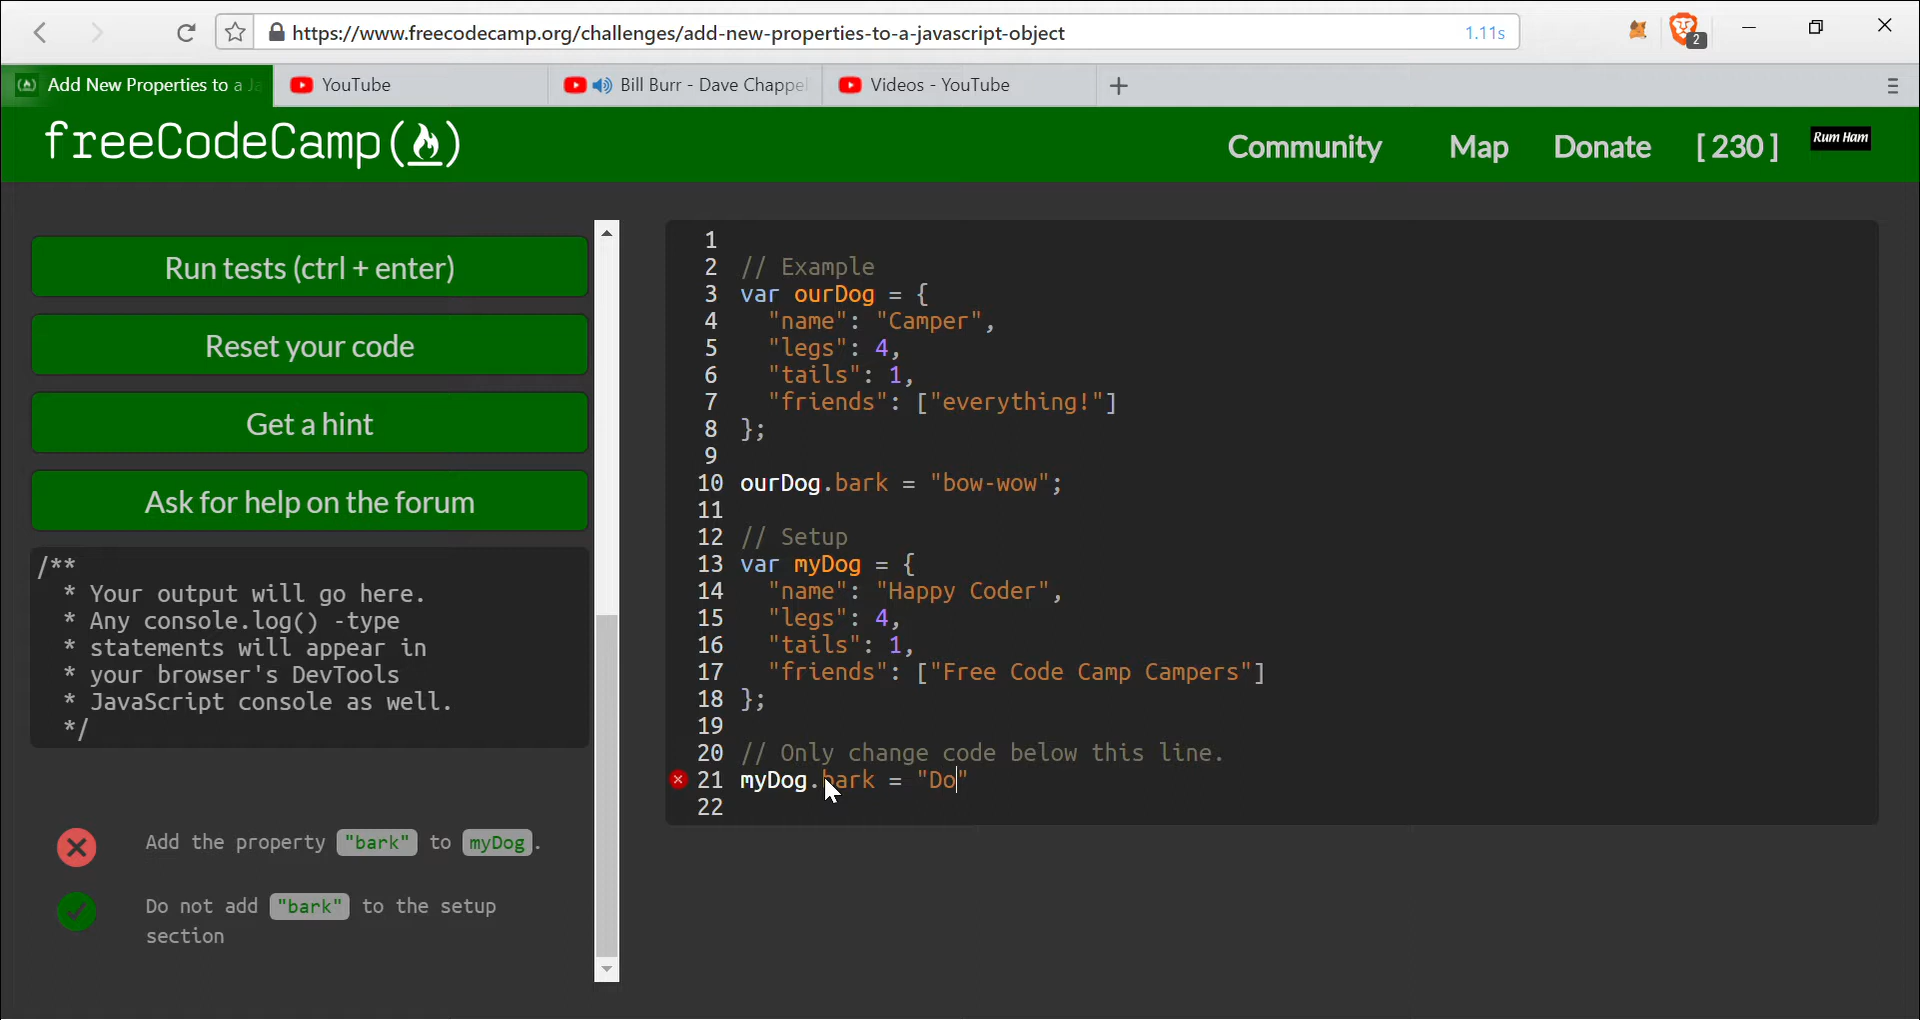 https://www.freecodecamp.org/challenges/add-new-properties-to-a-javascript-object 1.11s 2
Add New Properties to a Ja YouTube Bill Burr - Dave Chappel Videos - YouTube
freeCodeCamp Community Map Donate [ 230 ] Rum Ham
Run tests (ctrl + enter)
Reset your code
Get a hint
Ask for help on the forum
/**
* Your output will go here.
* Any console.log() -type
* statements will appear in
* your browser's DevTools
* JavaScript console as well.
*/
Add the property "bark" to myDog.
Do not add "bark" to the setup
section
1
2 // Example
3 var ourDog = {
4 "name": "Camper",
5 "legs": 4,
6 "tails": 1,
7 "friends": ["everything!"]
8 };
9
10 ourDog.bark = "bow-wow";
11
12 // Setup
13 var myDog = {
14 "name": "Happy Coder",
15 "legs": 4,
16 "tails": 1,
17 "friends": ["Free Code Camp Campers"]
18 };
19
20 // Only change code below this line.
21 myDog.bark = "Do"
22